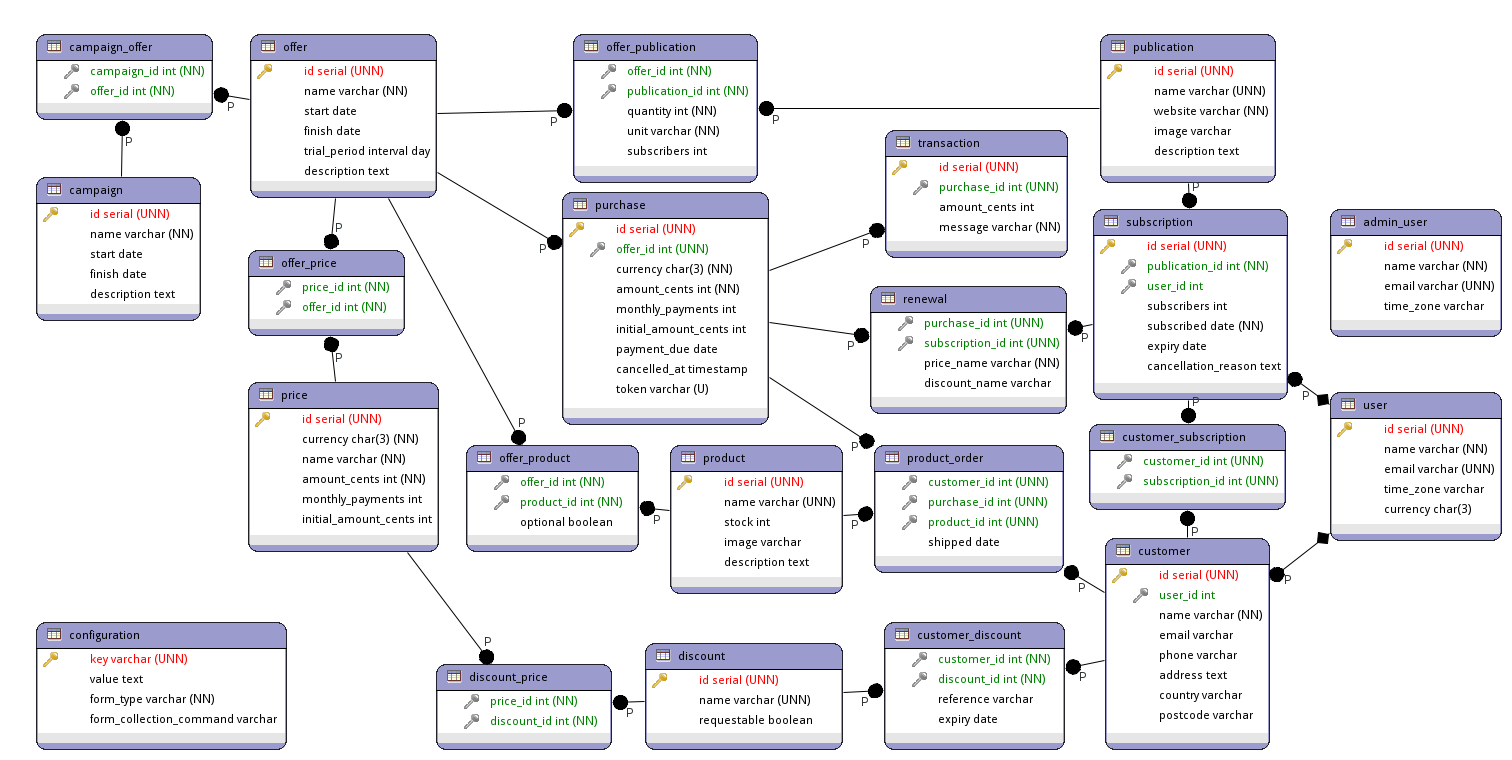 campaign_offer
campaign_id int (NN)
offer_id int (NN)
P
P
offer
id serial (UNN)
name varchar (NN)
start date
finish date
trial_period interval day
description text
P
P
offer_publication
offer_id int (NN)
publication_id int (NN)
quantity int (NN)
unit varchar (NN)
subscribers int
P
publication
id serial (UNN)
name varchar (UNN)
website varchar (NN)
image varchar
description text
P
transaction
id serial (UNN)
purchase_id int (UNN)
amount_cents int
message varchar (NN)
P
campaign
id serial (UNN)
name varchar (NN)
start date
finish date
description text
purchase
id serial (UNN)
offer_id int (UNN)
currency char(3) (NN)
amount_cents int (NN)
monthly_payments int
initial_amount_cents int
payment_due date
cancelled_at timestamp
token varchar (U)
P
subscription
id serial (UNN)
publication_id int (NN)
user_id int
subscribers int
subscribed date (NN)
expiry date
cancellation_reason text
P
P
admin_user
id serial (UNN)
name varchar (NN)
email varchar (UNN)
time_zone varchar
P
offer_price
price_id int (NN)
offer_id int (NN)
P
renewal
purchase_id int (UNN)
subscription_id int (UNN)
price_name varchar (NN)
discount_name varchar
P
P
price
id serial (UNN)
currency char(3) (NN)
name varchar (NN)
amount_cents int (NN)
monthly_payments int
initial_amount_cents int
user
id serial (UNN)
name varchar (NN)
email varchar (UNN)
time_zone varchar
currency char(3)
P
offer_product
offer_id int (NN)
product_id int (NN)
optional boolean
P
product
id serial (UNN)
name varchar (UNN)
stock int
image varchar
description text
P
P
product_order
customer_id int (UNN)
purchase_id int (UNN)
product_id int (UNN)
shipped date
P
customer_subscription
customer_id int (UNN)
subscription_id int (UNN)
P
customer
id serial (UNN)
user_id int
name varchar (NN)
email varchar
phone varchar
address text
country varchar
postcode varchar
P
configuration
key varchar (UNN)
value text
form_type varchar (NN)
form_collection_command varchar
P
discount_price
price_id int (NN)
discount_id int (NN)
P
discount
id serial (UNN)
name varchar (UNN)
requestable boolean
P
customer_discount
customer_id int (NN)
discount_id int (NN)
reference varchar
expiry date
P